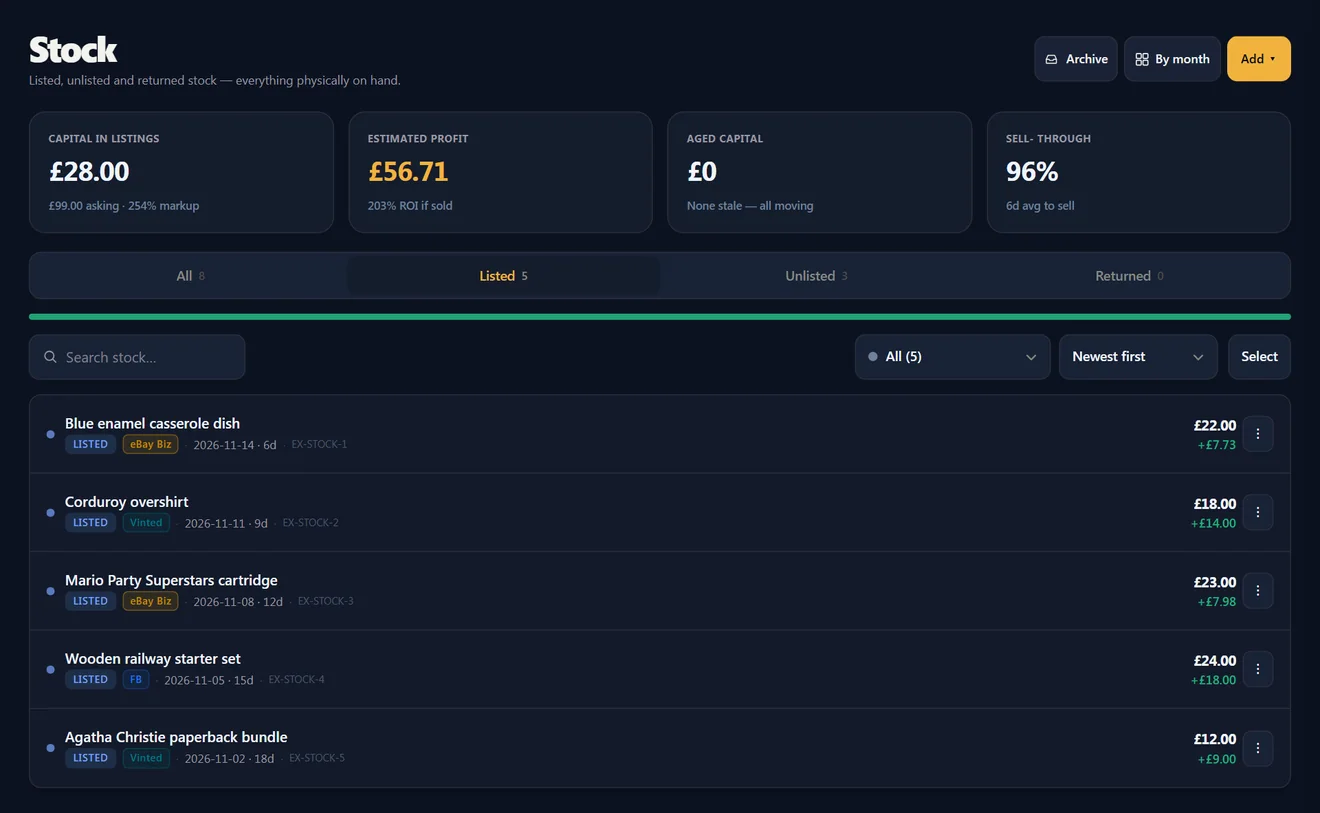 Stock
Listed, unlisted and returned stock — everything physically on hand.
Archive
By month
Add ▾
CAPITAL IN LISTINGS
£28.00
£99.00 asking · 254% markup
ESTIMATED PROFIT
£56.71
203% ROI if sold
AGED CAPITAL
£0
None stale — all moving
SELL- THROUGH
96%
6d avg to sell
All 8
Listed 5
Unlisted 3
Returned 0
Search stock...
All (5)
Newest first
Select
Blue enamel casserole dish
LISTED eBay Biz · 2026-11-14 · 6d · EX-STOCK-1
£22.00
+£7.73
Corduroy overshirt
LISTED Vinted · 2026-11-11 · 9d · EX-STOCK-2
£18.00
+£14.00
Mario Party Superstars cartridge
LISTED eBay Biz · 2026-11-08 · 12d · EX-STOCK-3
£23.00
+£7.98
Wooden railway starter set
LISTED FB · 2026-11-05 · 15d · EX-STOCK-4
£24.00
+£18.00
Agatha Christie paperback bundle
LISTED Vinted · 2026-11-02 · 18d · EX-STOCK-5
£12.00
+£9.00